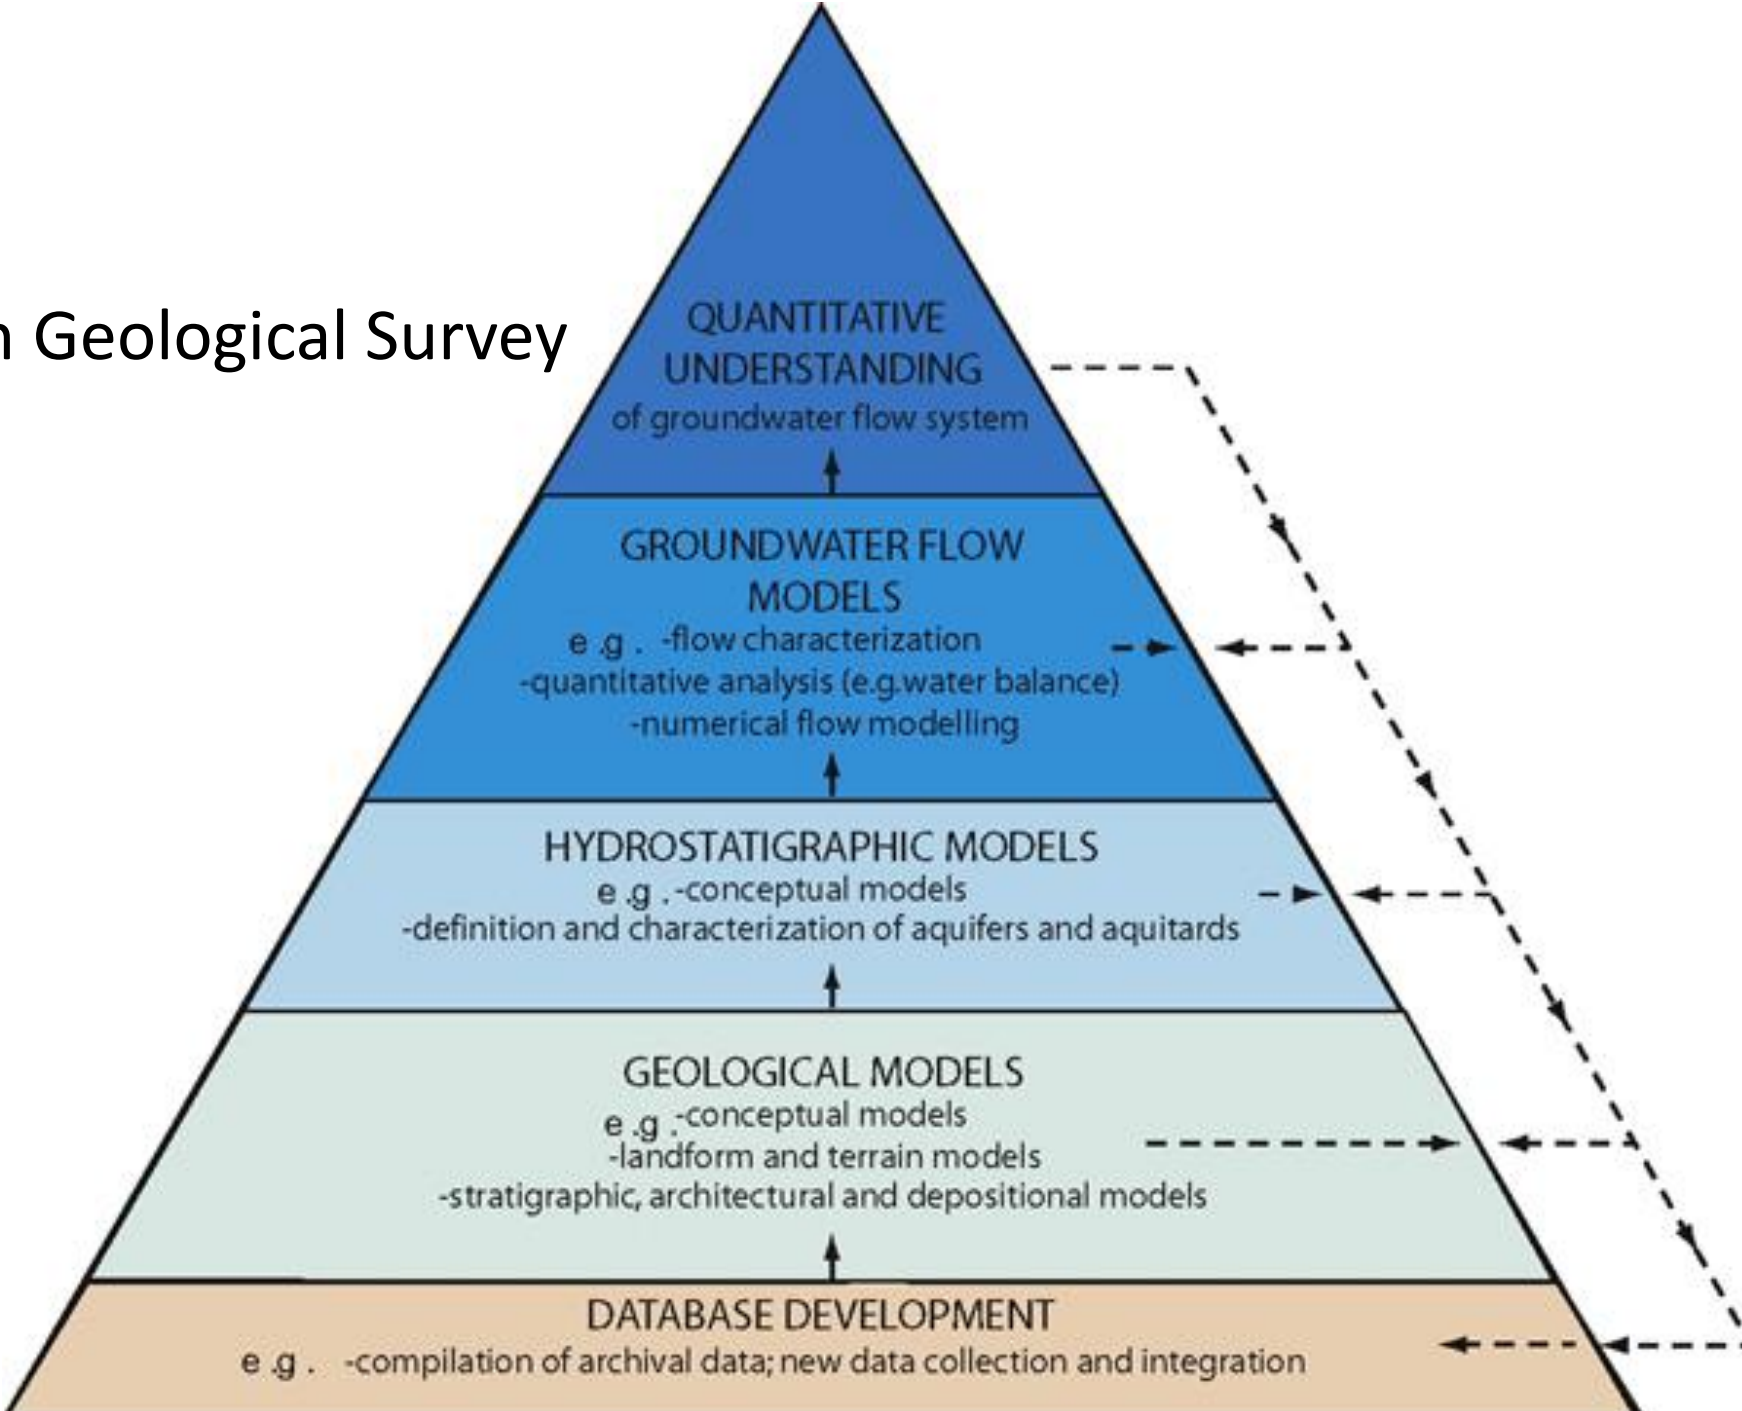 QUANTITATIVE
n Geological Survey
UNDERSTANDING
of groundwater flow system
GROUNDWATER FLOW
MODELS
e.g. -flow characterization
-quantitative analysis (e.g.water balance)
-numerical flow modelling
HYDROSTATIGRAPHIC MODELS
e.g. -conceptual models
-definition and characterization of aquifers and aquitards
GEOLOGICAL MODELS
e.g. -conceptual models
-landform and terrain models
-stratigraphic, architectural and depositional models
DATABASE DEVELOPMENT
e.g. -compilation of archival data; new data collection and integration